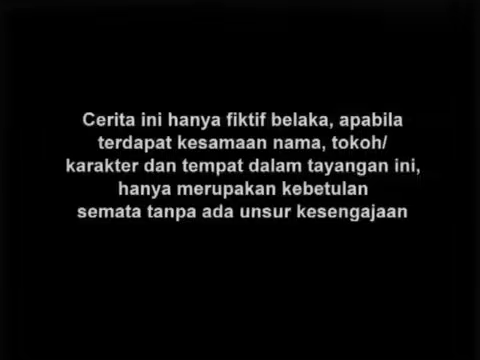 Cerita ini hanya fiktif belaka, apabila
terdapat kesamaan nama, tokoh/
karakter dan tempat dalam tayangan ini,
hanya merupakan kebetulan
semata tanpa ada unsur kesengajaan